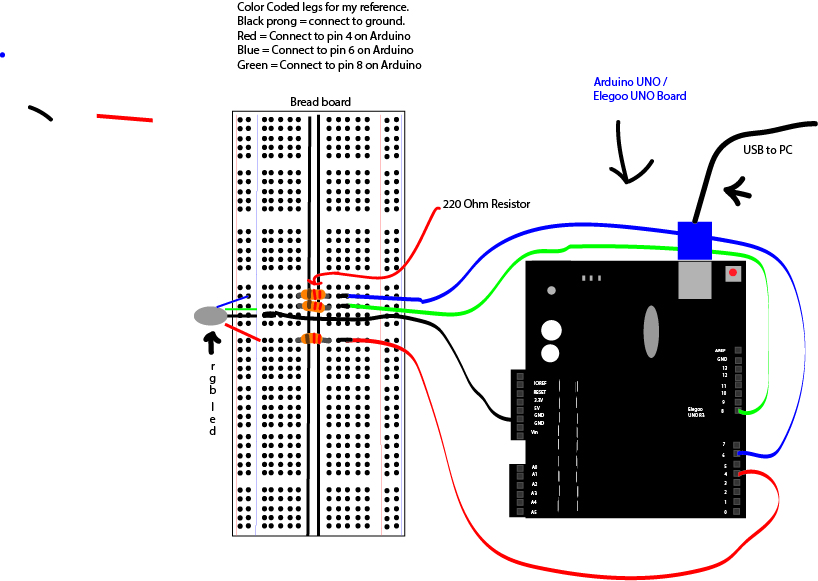 Color Coded legs for my reference.
Black prong = connect to ground.
Red = Connect to pin 4 on Arduino
Blue = Connect to pin 6 on Arduino
Green = Connect to pin 8 on Arduino
Arduino UNO /
Elegoo UNO Board
Bread board
USB to PC
220 Ohm Resistor
rgb led
IOREF
RESET
3.3V
5V
GND
GND
Vin
A0
A1
A2
A3
A4
A5
AREF
GND
13
12
11
10
9
8
Elegoo
UNO R3
7
6
5
4
3
2
1
0